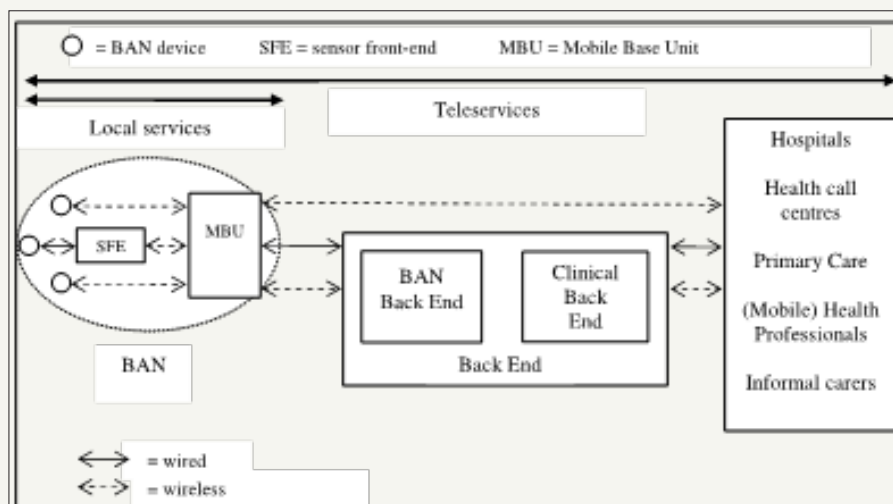 = BAN device SFE = sensor front-end MBU = Mobile Base Unit
Teleservices
Local services
Hospitals
Health call
centres
Primary Care
(Mobile) Health
Professionals
Informal carers
MBU
SFE
BAN
BAN
Back End
Clinical
Back
End
Back End
= wired
= wireless